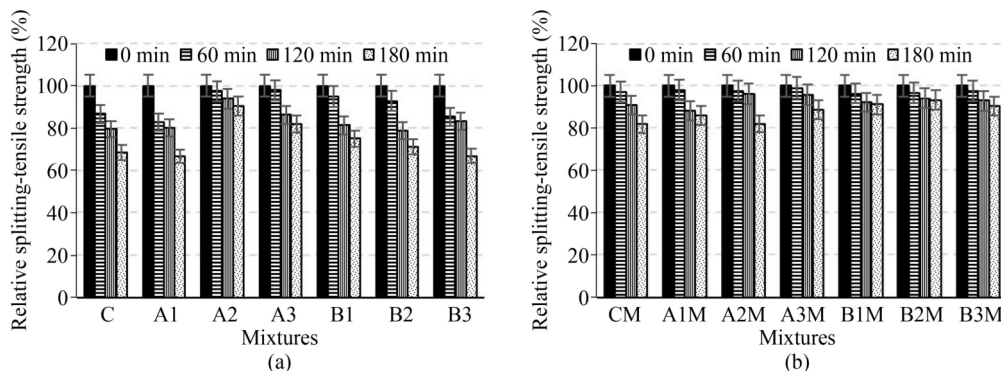 Relative splitting-tensile strength (%)
120
100
80
60
40
20
0
0 min 60 min 120 min 180 min
C A1 A2 A3 B1 B2 B3
Mixtures
(a)
Relative splitting-tensile strength (%)
120
100
80
60
40
20
0
0 min 60 min 120 min 180 min
CM A1M A2M A3M B1M B2M B3M
Mixtures
(b)